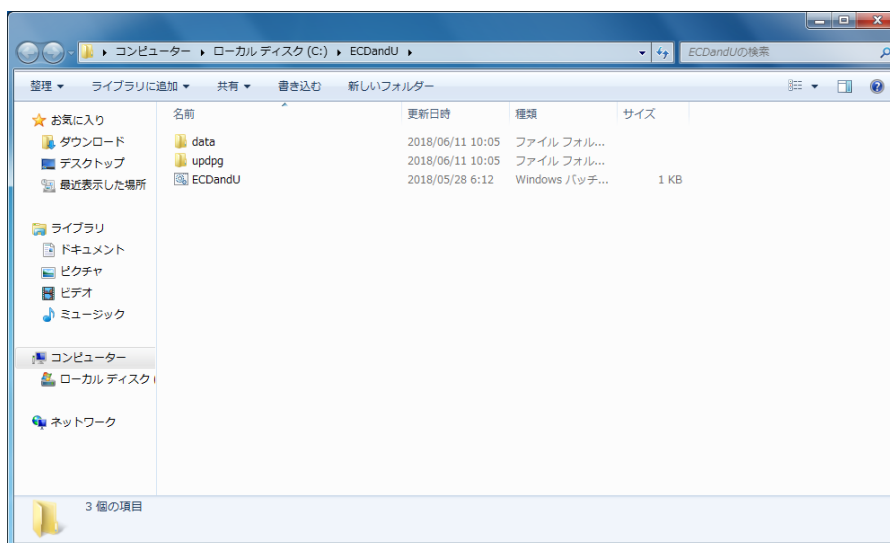 コンピューター ▸ ローカル ディスク (C:) ▸ ECDandU ▸
ECDandUの検索
整理 ライブラリに追加 共有 書き込む 新しいフォルダー
名前 更新日時 種類 サイズ
data 2018/06/11 10:05 ファイル フォル...
updpg 2018/06/11 10:05 ファイル フォル...
ECDandU 2018/05/28 6:12 Windows バッチ... 1 KB
お気に入り
ダウンロード
デスクトップ
最近表示した場所
ライブラリ
ドキュメント
ピクチャ
ビデオ
ミュージック
コンピューター
ローカル ディスク (
ネットワーク
3 個の項目